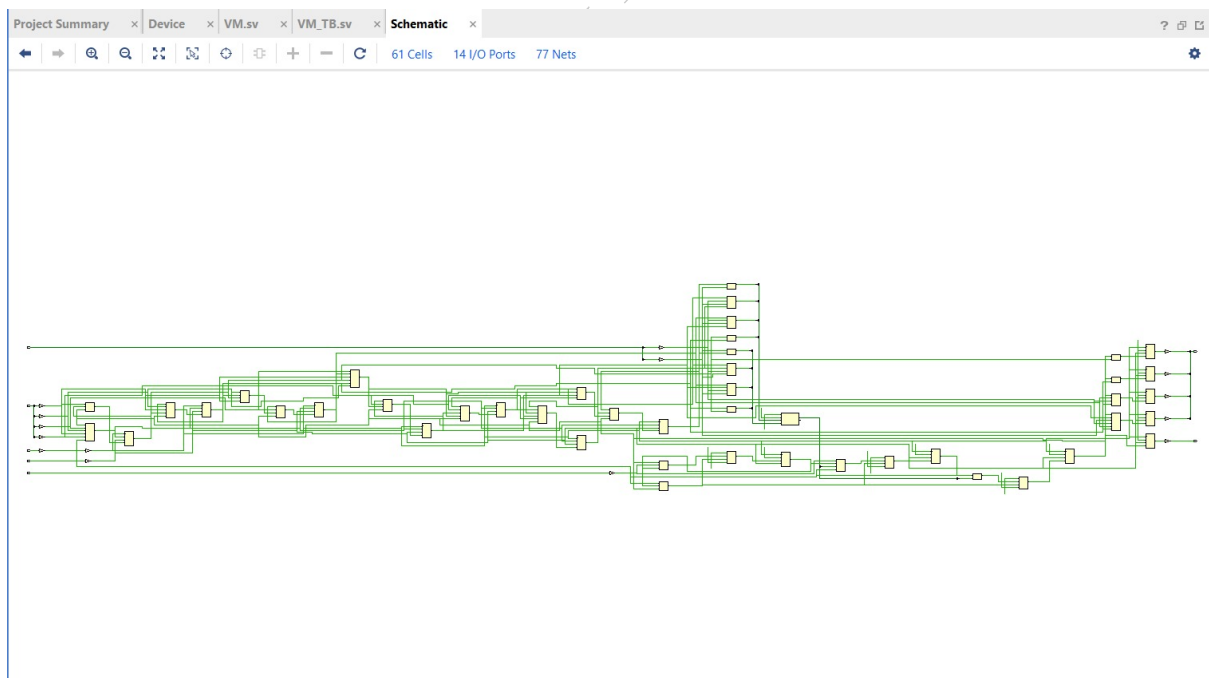 Project Summary × Device × VM.sv × VM_TB.sv × Schematic ×
?
61 Cells 14 I/O Ports 77 Nets